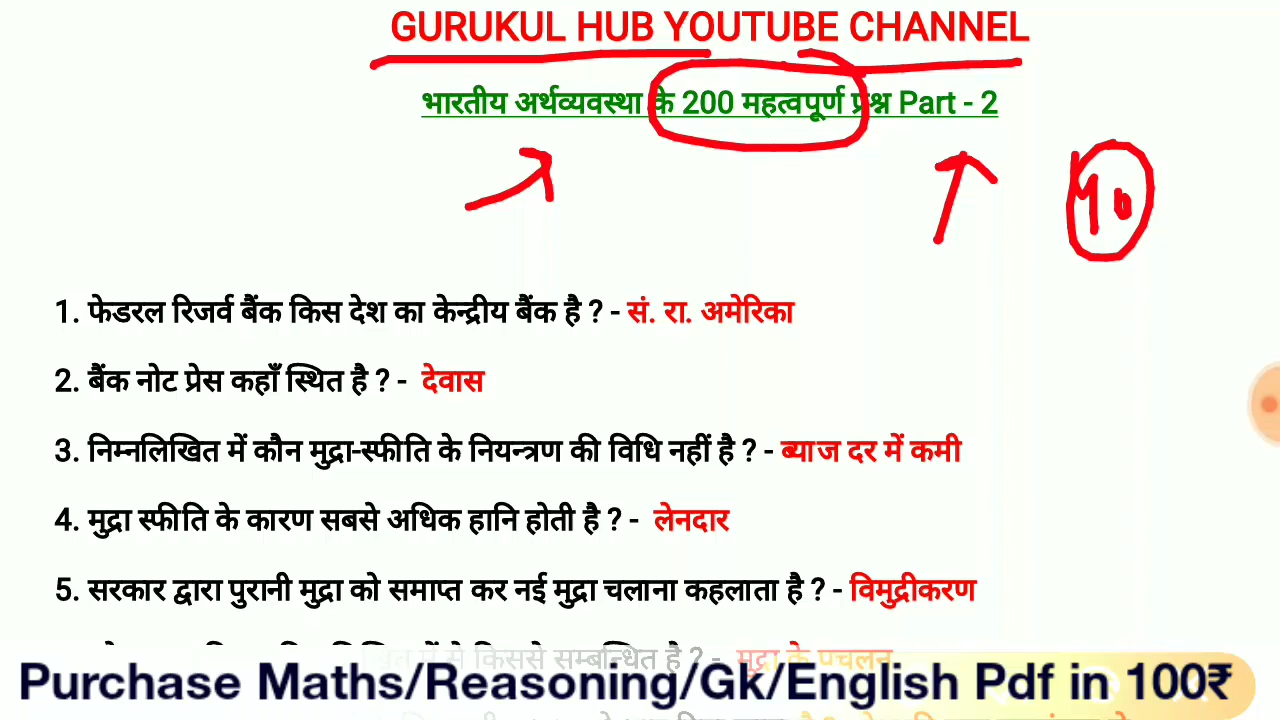 GURUKUL HUB YOUTUBE CHANNEL
भारतीय अर्थव्यवस्था के 200 महत्वपूर्ण प्रश्न Part - 2
1. फेडरल रिजर्व बैंक किस देश का केन्द्रीय बैंक है ? - सं. रा. अमेरिका
2. बैंक नोट प्रेस कहाँ स्थित है ? - देवास
3. निम्नलिखित में कौन मुद्रा-स्फीति के नियन्त्रण की विधि नहीं है ? - ब्याज दर में कमी
4. मुद्रा स्फीति के कारण सबसे अधिक हानि होती है ? - लेनदार
5. सरकार द्वारा पुरानी मुद्रा को समाप्त कर नई मुद्रा चलाना कहलाता है ? - विमुद्रीकरण
में से किससे सम्बन्धित है ? - मुद्रा के प्रचलन
Purchase Maths/Reasoning/Gk/English Pdf in 100₹